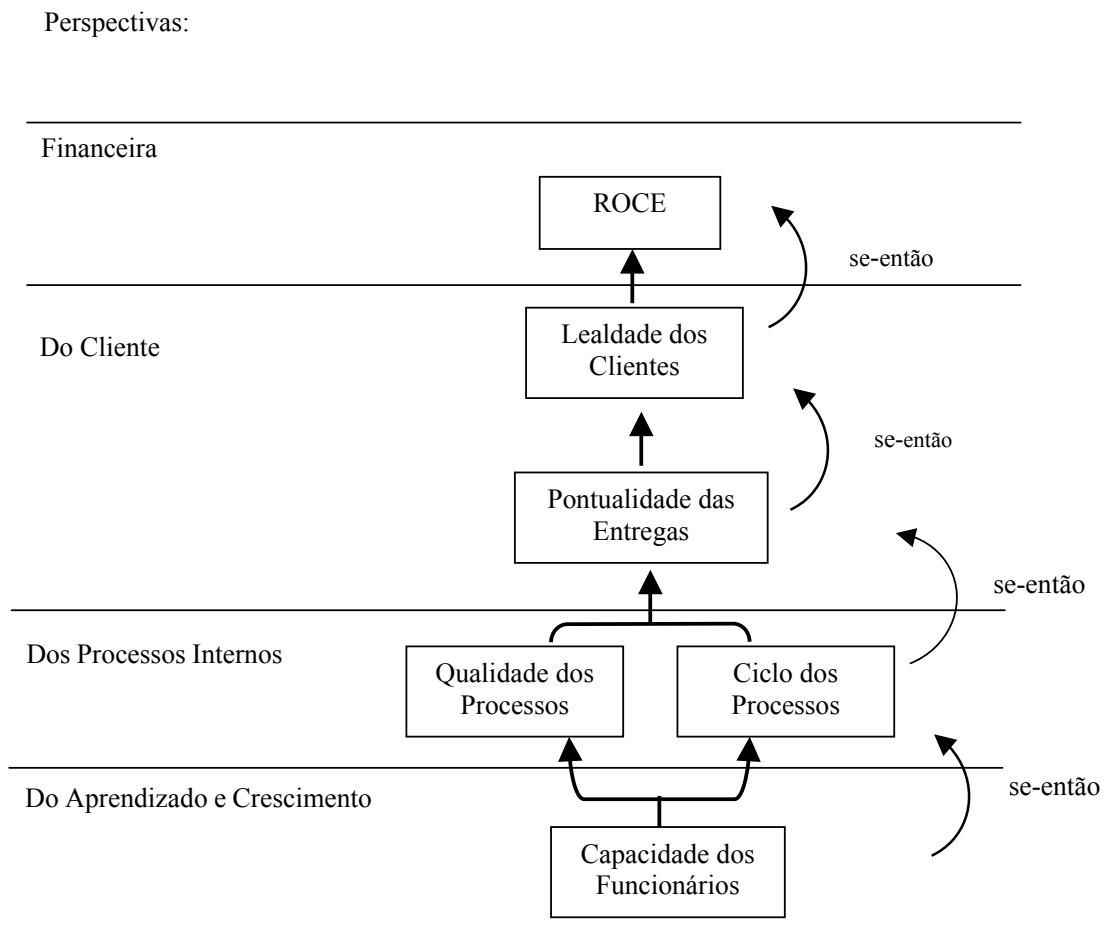 Perspectivas:
Financeira
ROCE
se-então
Do Cliente
Lealdade dos
Clientes
se-então
Pontualidade das
Entregas
se-então
Dos Processos Internos
Qualidade dos
Processos
Ciclo dos
Processos
Do Aprendizado e Crescimento
se-então
Capacidade dos
Funcionários